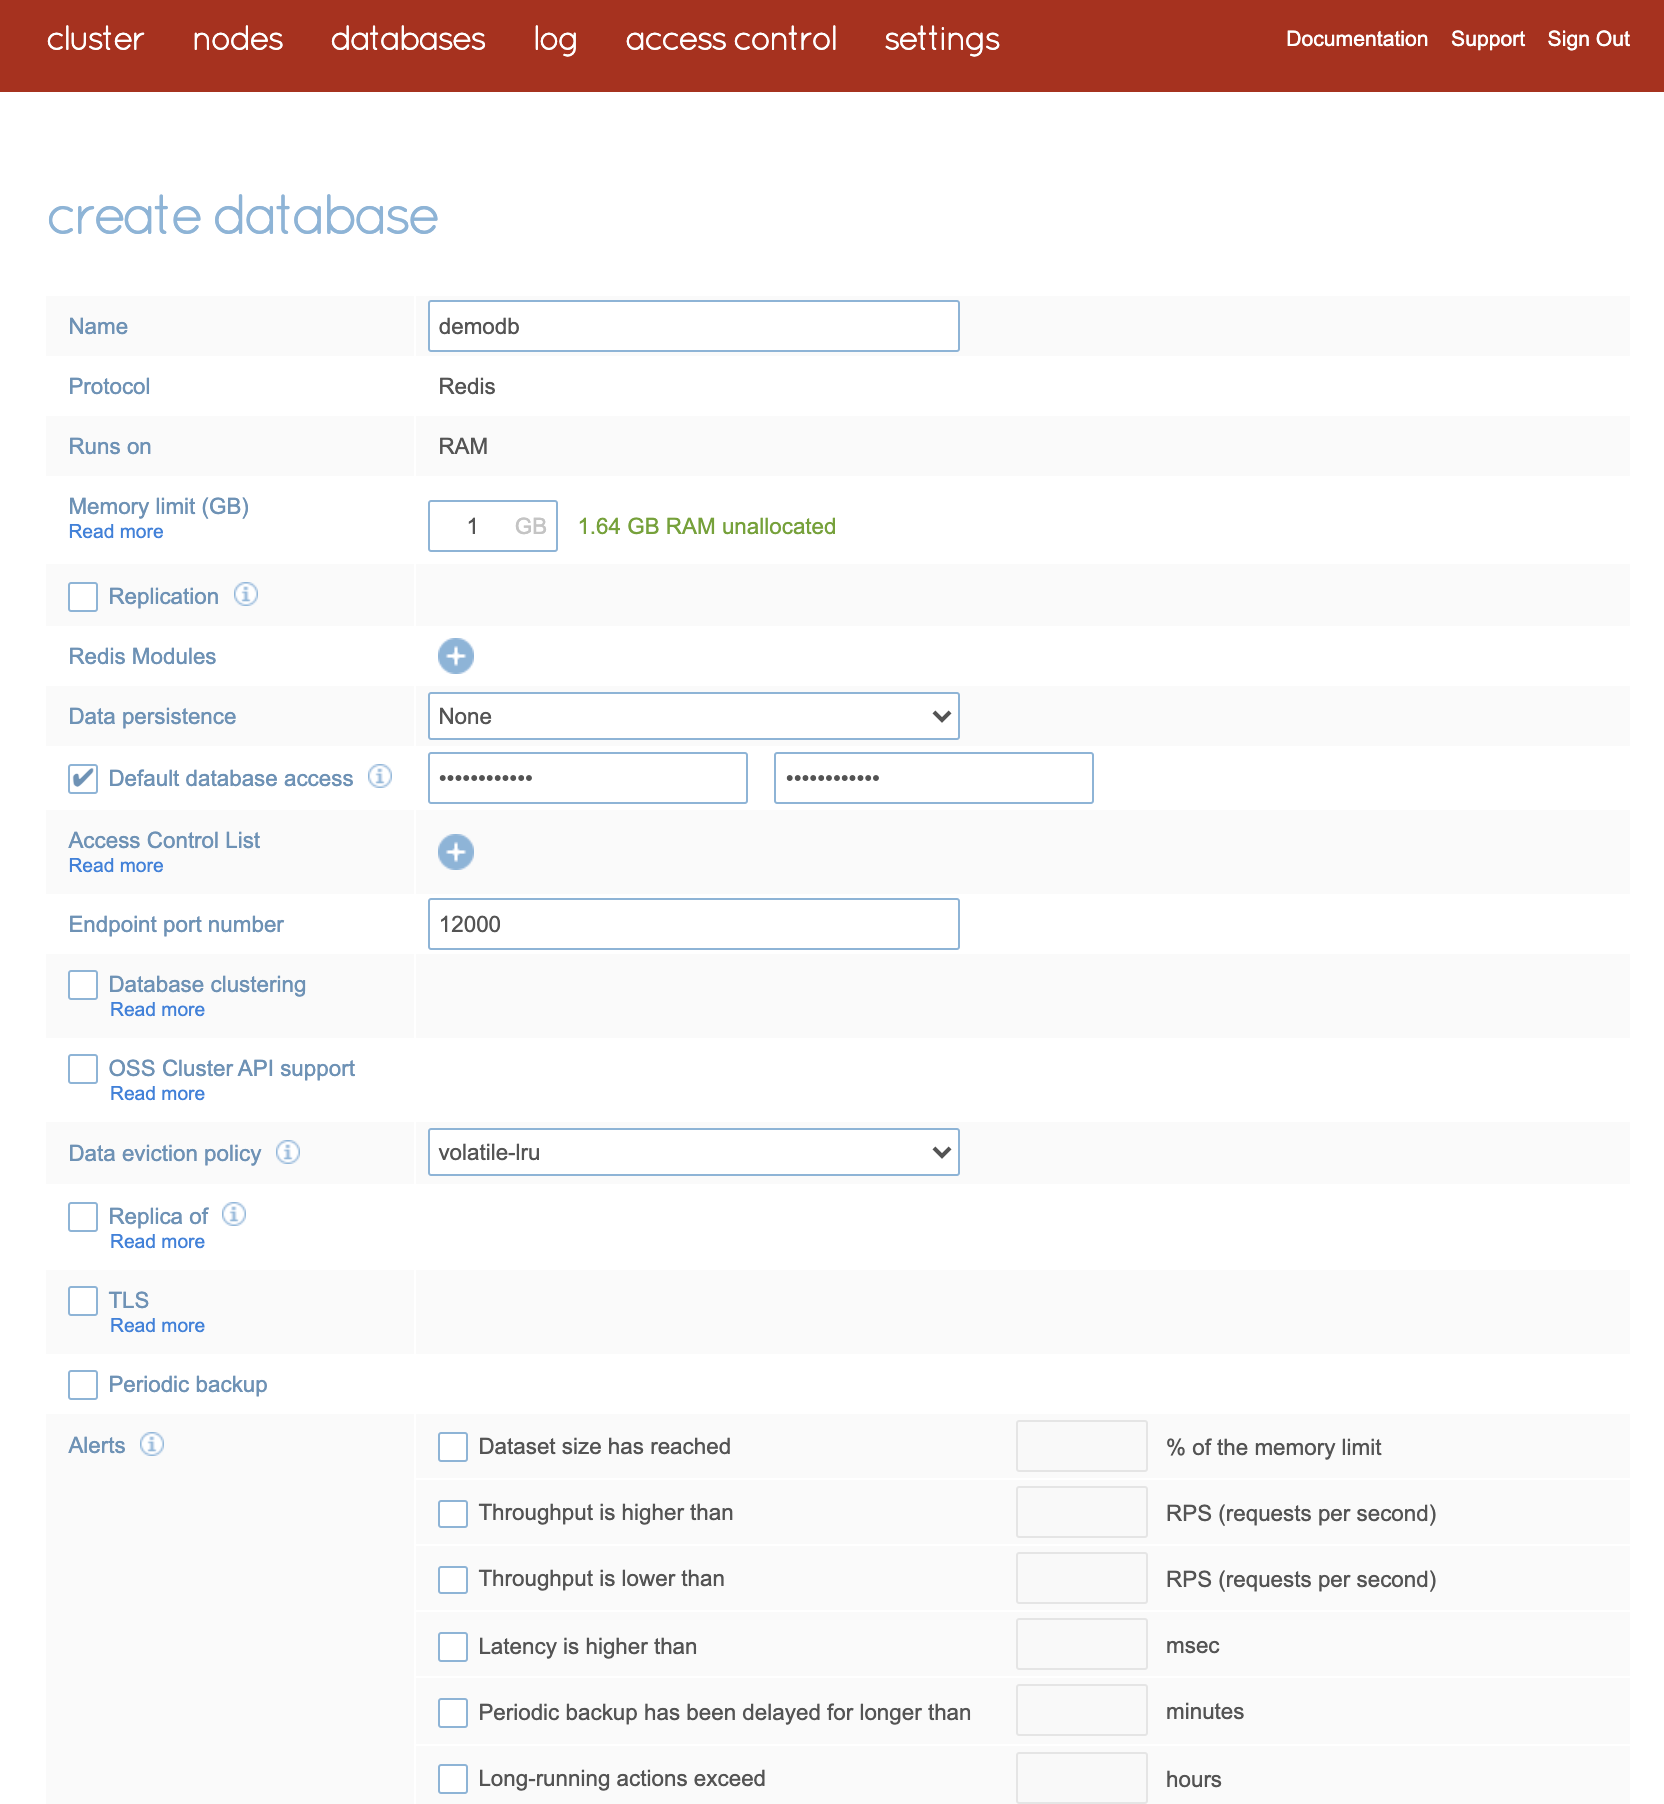 cluster nodes databases log access control settings Documentation Support Sign Out
create database
Name demodb
Protocol Redis
Runs on RAM
Memory limit (GB)
Read more
1 GB 1.64 GB RAM unallocated
Replication
Redis Modules
Data persistence None
Default database access •••••••••••• ••••••••••••
Access Control List
Read more
Endpoint port number 12000
Database clustering
Read more
OSS Cluster API support
Read more
Data eviction policy volatile-lru
Replica of
Read more
TLS
Read more
Periodic backup
Alerts Dataset size has reached % of the memory limit
Throughput is higher than RPS (requests per second)
Throughput is lower than RPS (requests per second)
Latency is higher than msec
Periodic backup has been delayed for longer than minutes
Long-running actions exceed hours